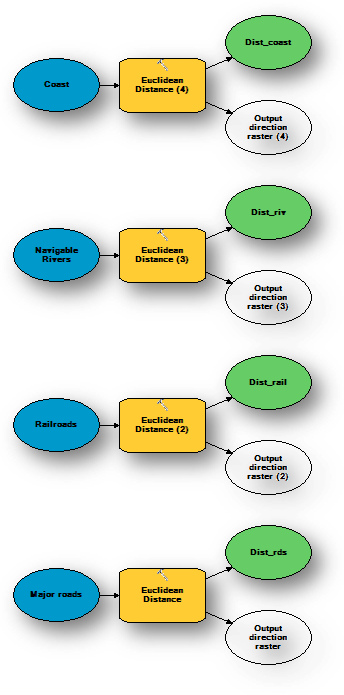 Dist_coast
Coast
Euclidean
Distance (4)
Output
direction
raster (4)
Dist_riv
Navigable
Rivers
Euclidean
Distance (3)
Output
direction
raster (3)
Dist_rail
Railroads
Euclidean
Distance (2)
Output
direction
raster (2)
Dist_rds
Major roads
Euclidean
Distance
Output
direction
raster